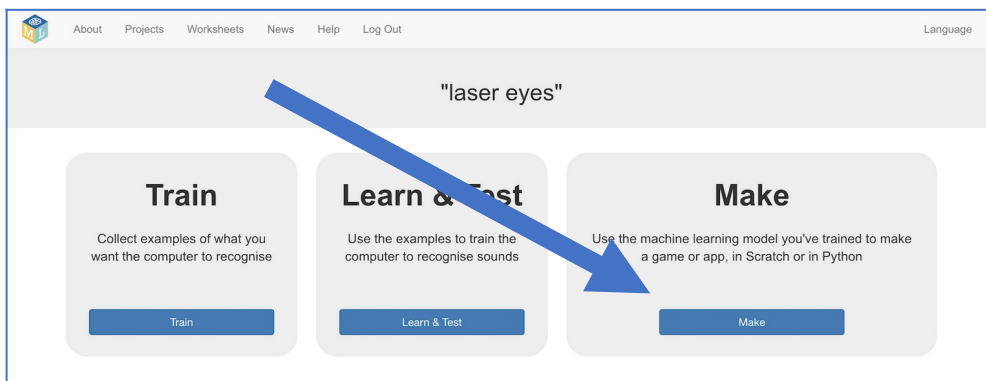 ML
About Projects Worksheets News Help Log Out Language
"laser eyes"
Train
Collect examples of what you
want the computer to recognise
Train
Learn & Test
Use the examples to train the
computer to recognise sounds
Learn & Test
Make
Use the machine learning model you've trained to make
a game or app, in Scratch or in Python
Make